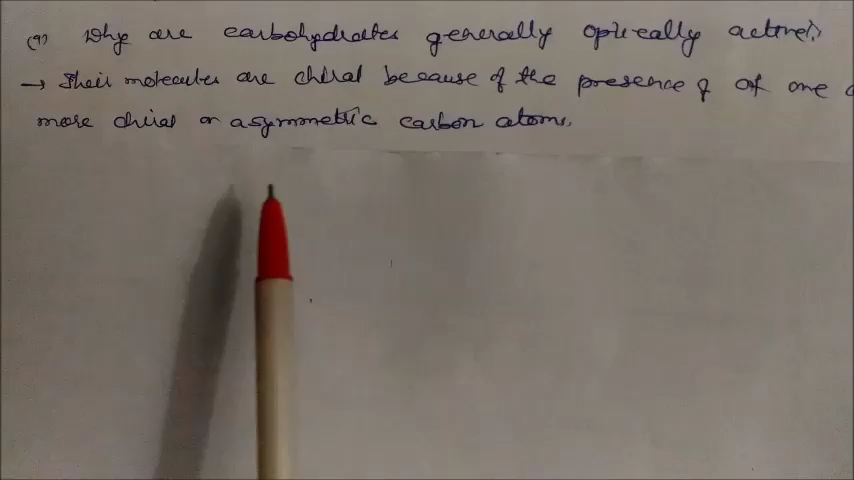 (9) Why are carbohydrates generally optically active?
→ Their molecules are chiral because of the presence of of one
more chiral or asymmetric carbon atoms.